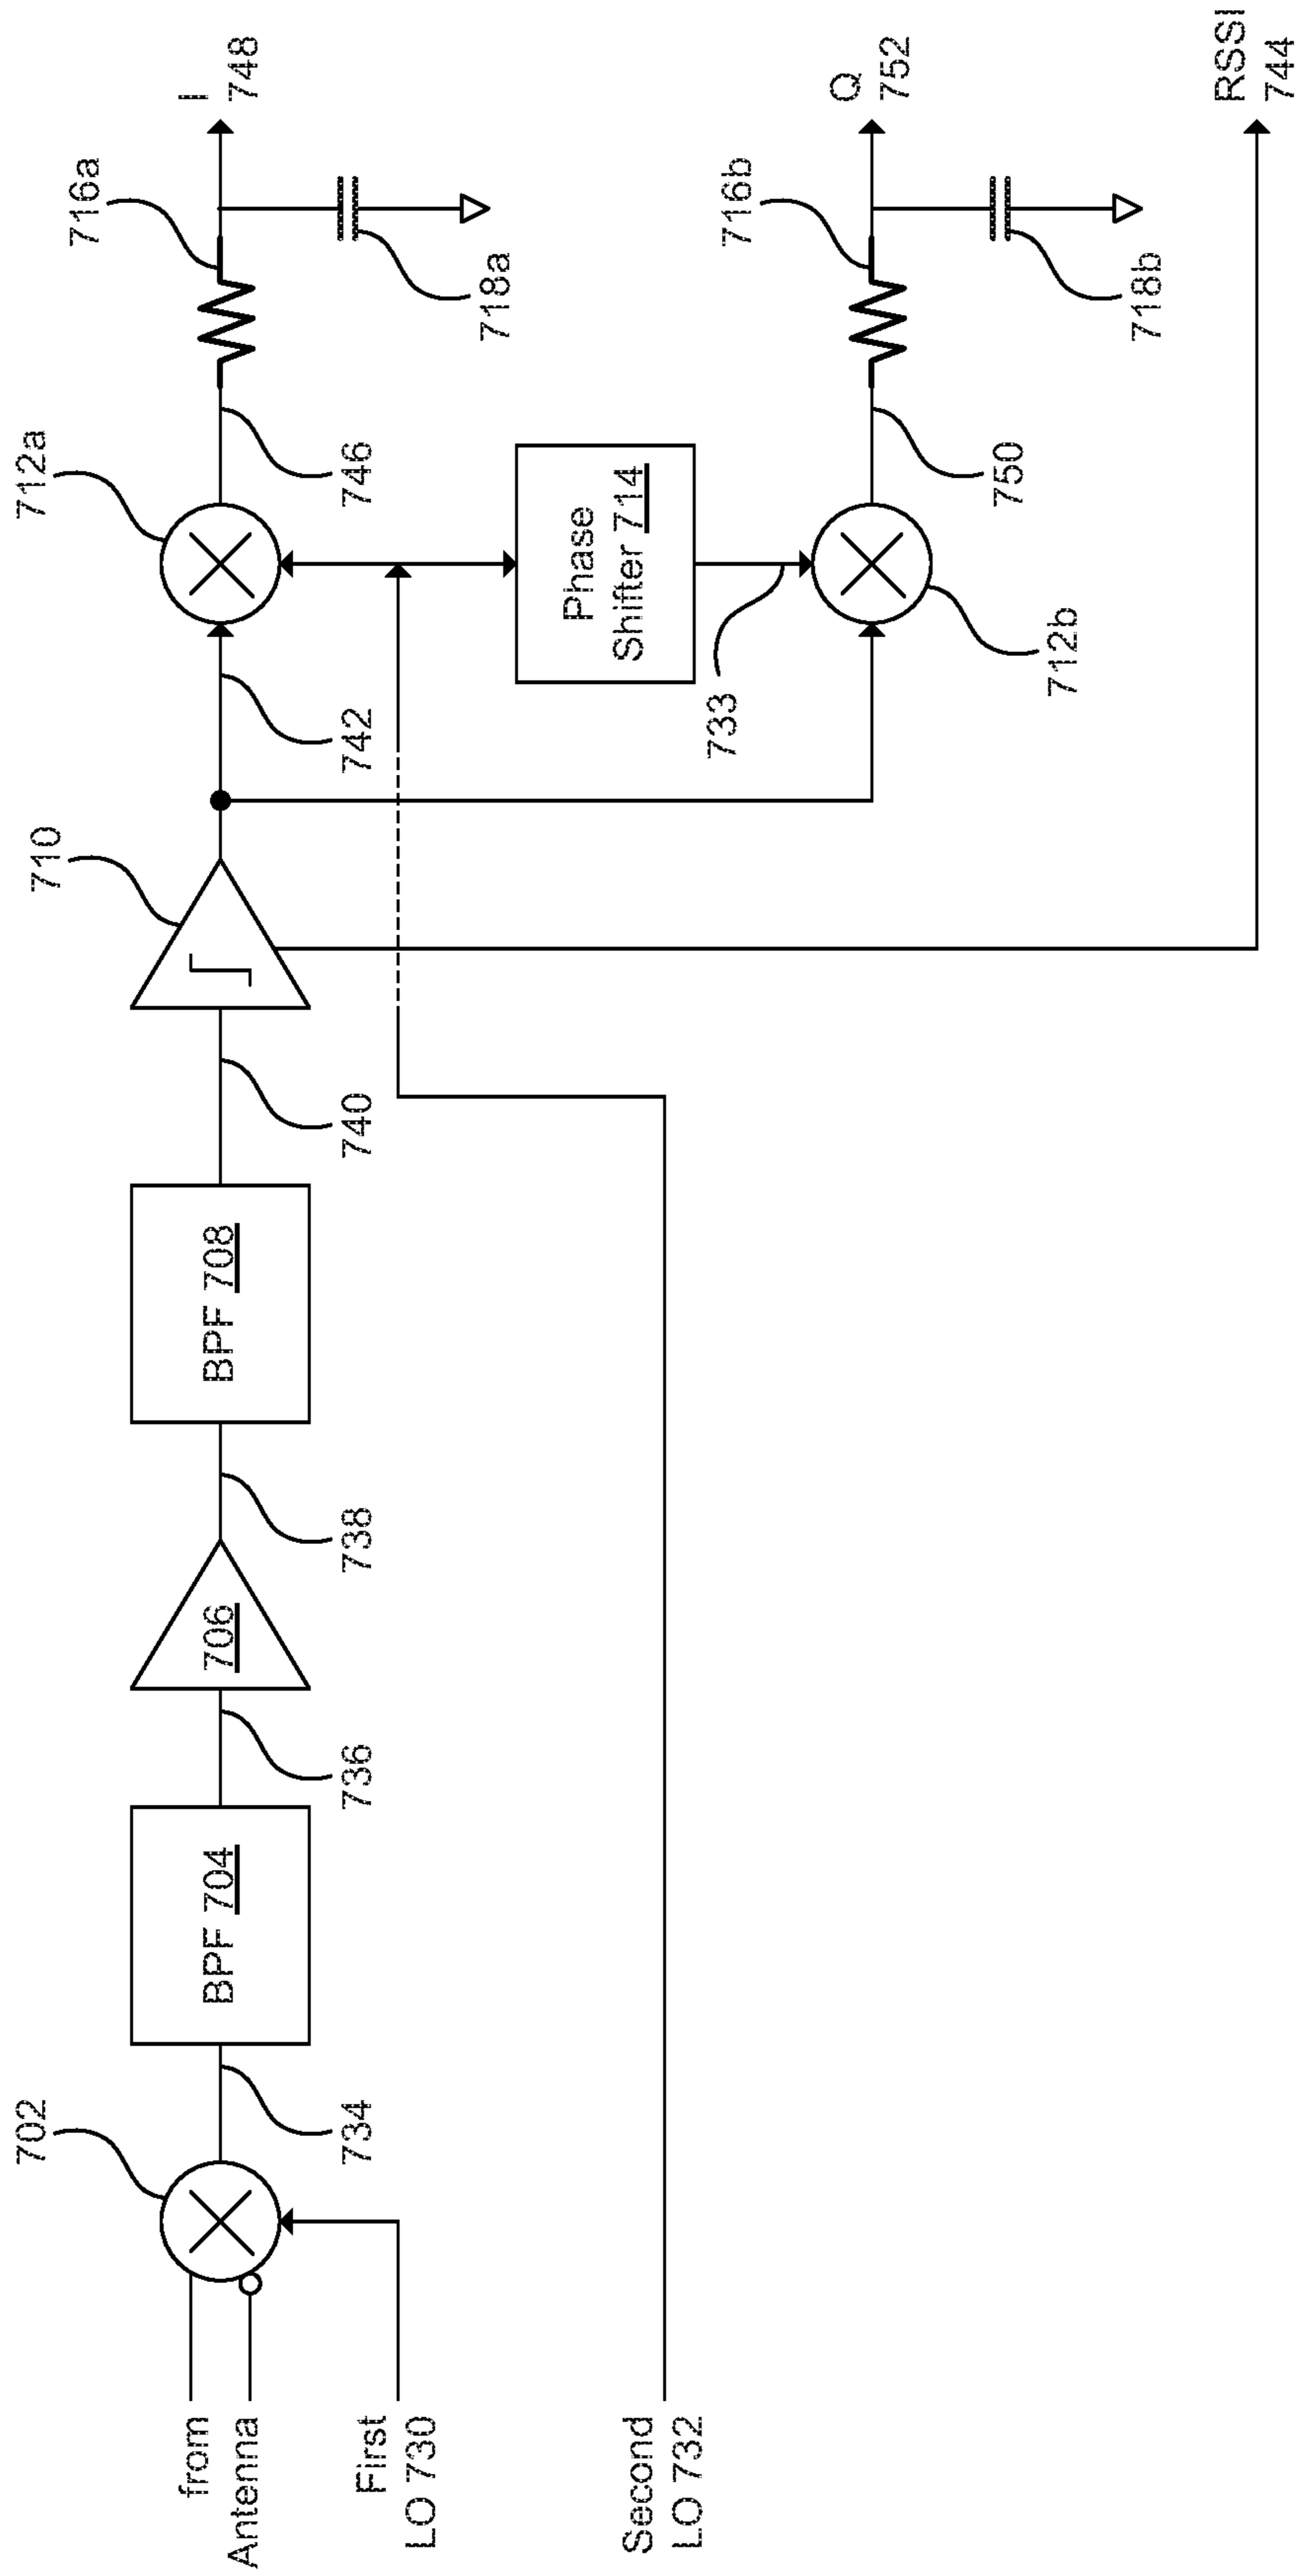 from
Antenna
First
LO 730
Second
LO 732
702
734
BPF 704
736
706
738
BPF 708
740
710
742
712a
746
716a
718a
I
748
Phase
Shifter 714
733
712b
750
716b
718b
Q
752
RSSI
744